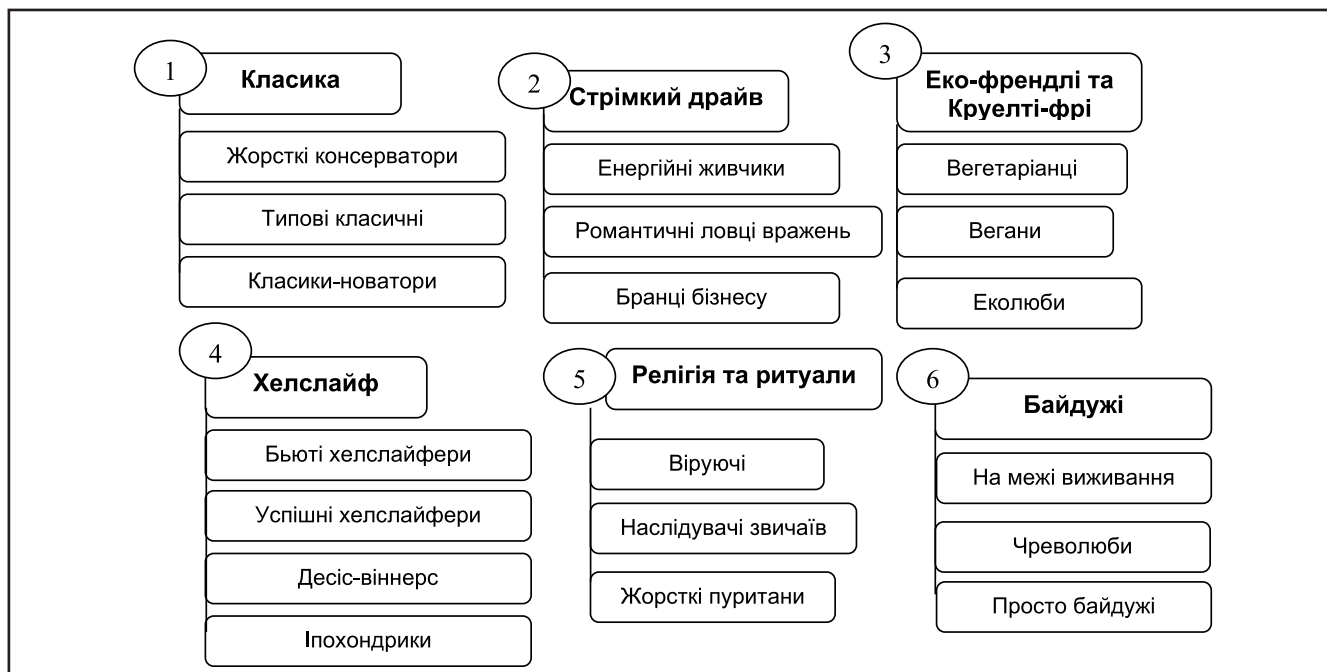 1
Класика
Жорсткі консерватори
Типові класичні
Класики-новатори
2
Стрімкий драйв
Енергійні живчики
Романтичні ловці вражень
Бранці бізнесу
3
Еко-френдлі та
Круелті-фрі
Вегетаріанці
Вегани
Еколюби
4
Хелслайф
Бьюті хелслайфери
Успішні хелслайфери
Десіс-віннерс
Іпохондрики
5
Релігія та ритуали
Віруючі
Наслідувачі звичаїв
Жорсткі пуритани
6
Байдужі
На межі виживання
Чреволюби
Просто байдужі